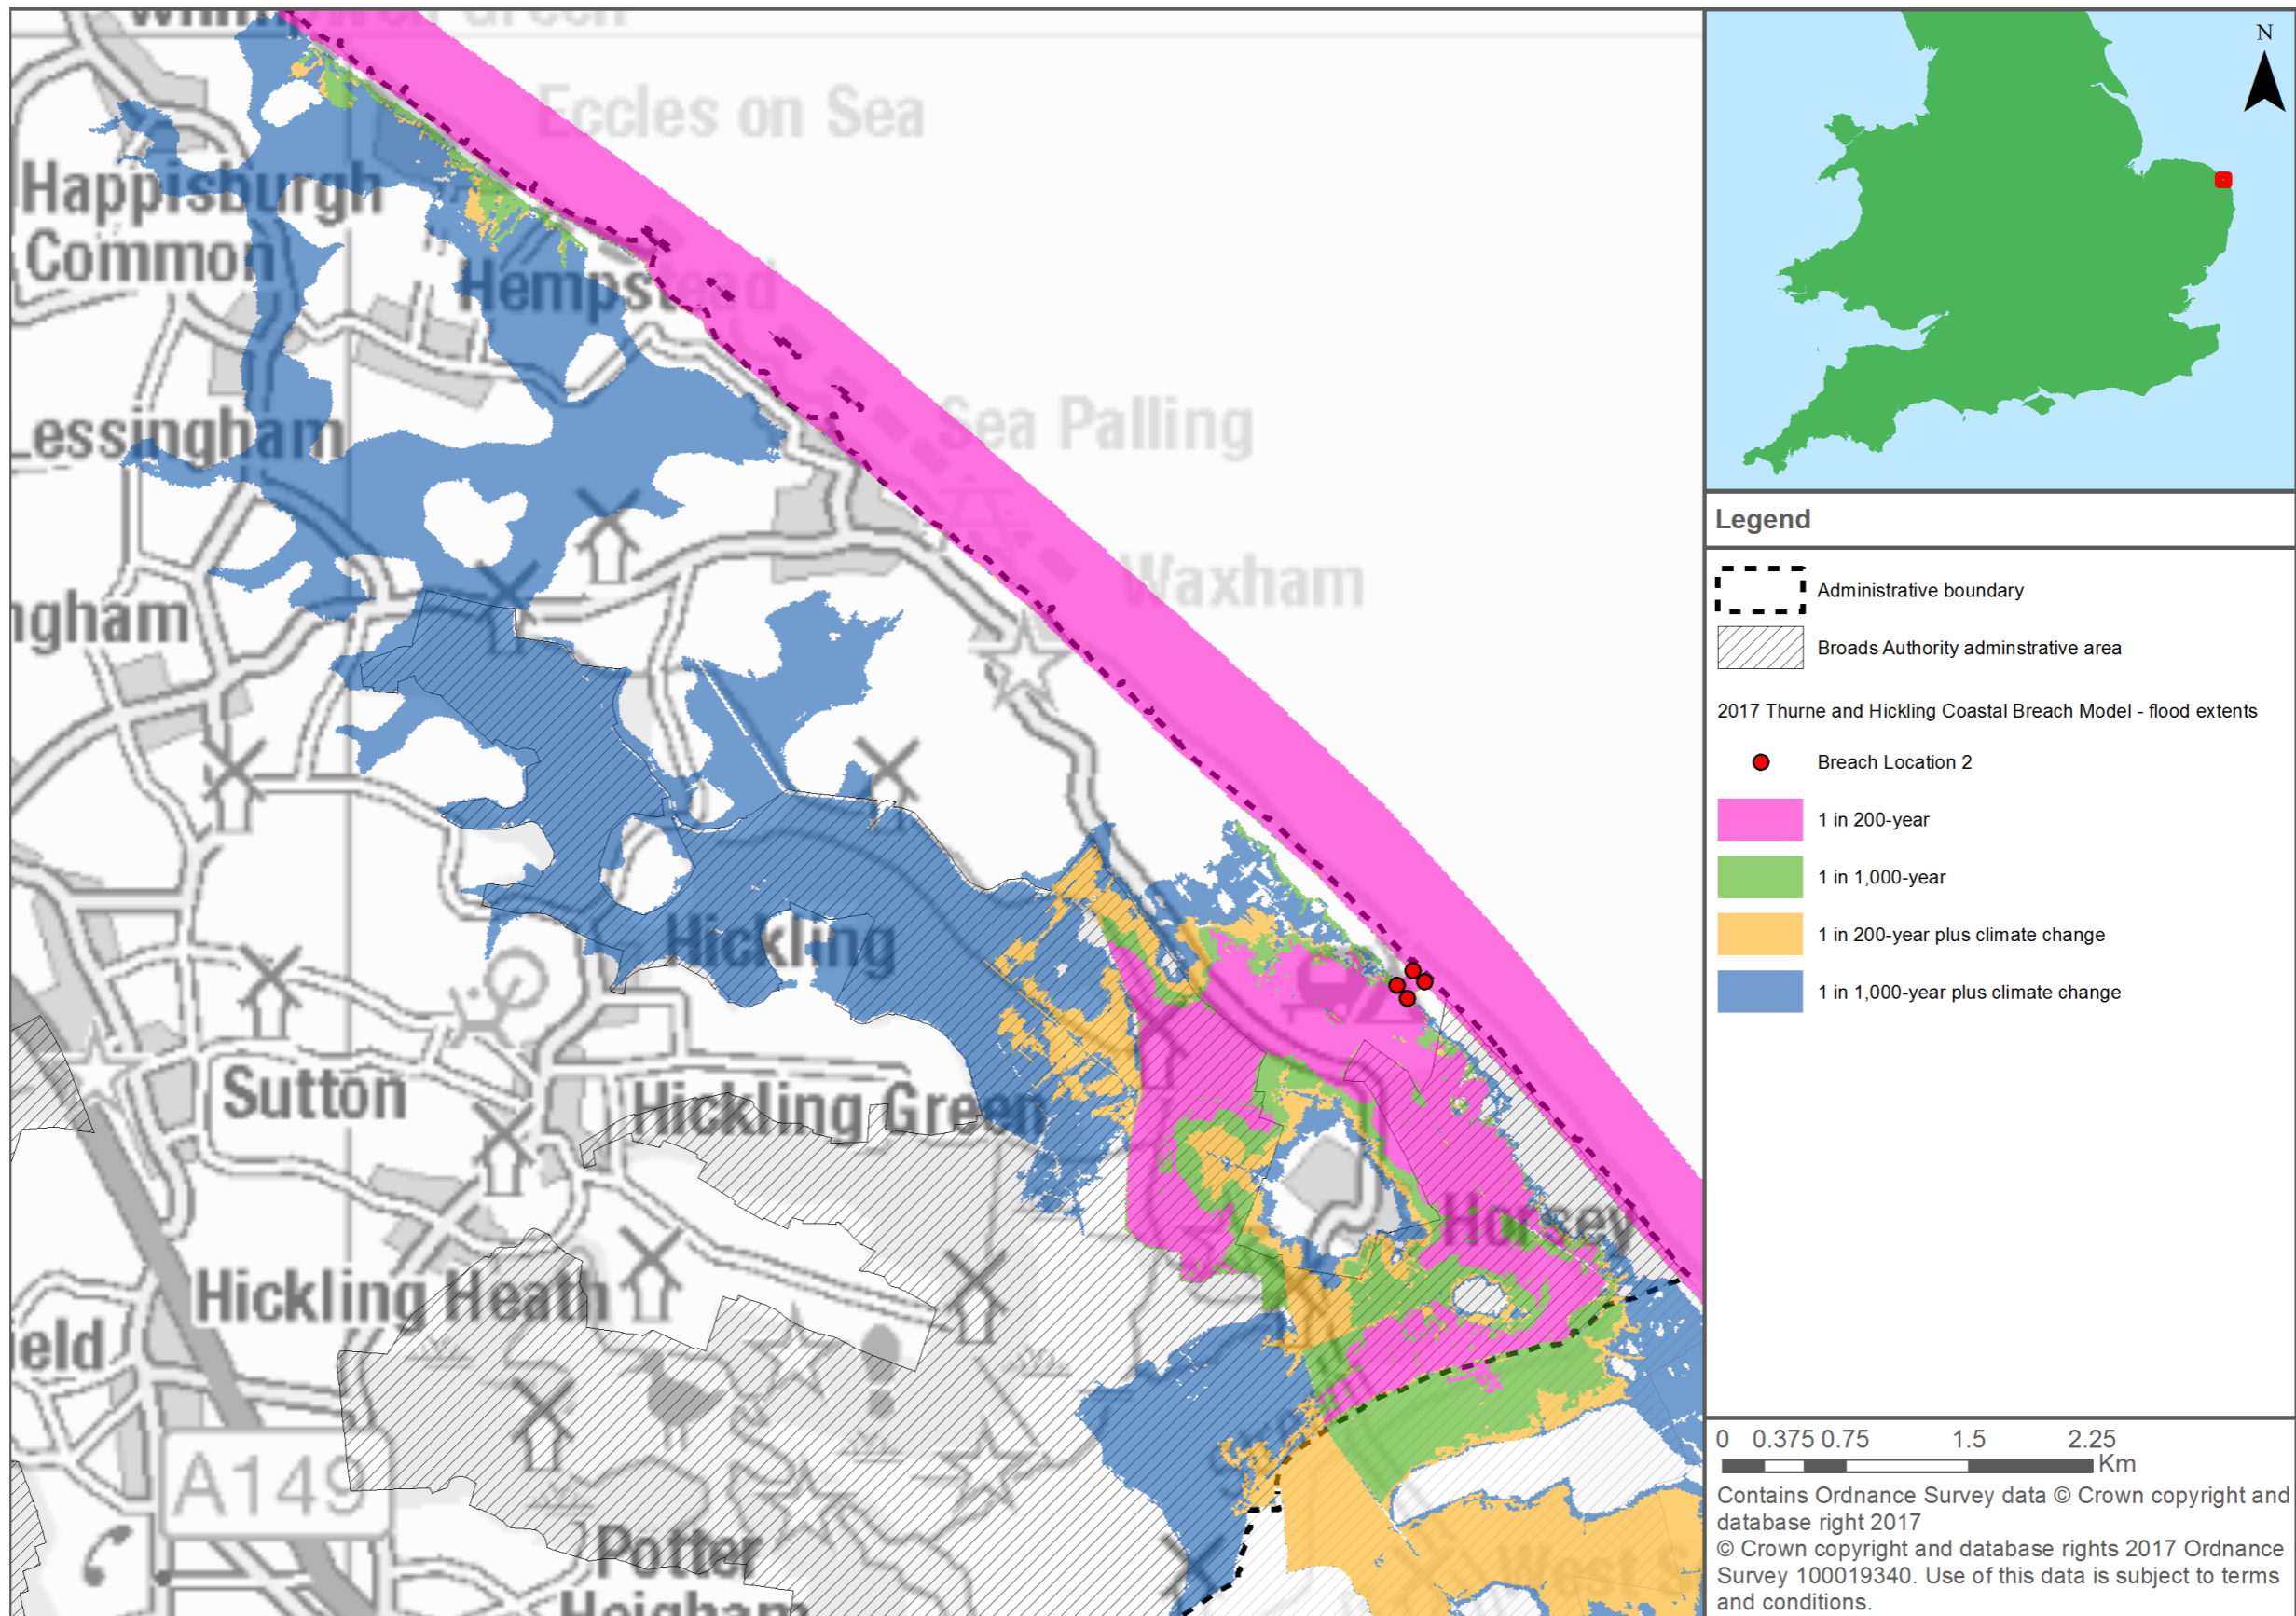 Eccles on Sea
Happisburgh
Common
Hempstead
Sea Palling
essingham
Waxham
ngham
Hickling
Sutton
Hickling Green
Horsey
Hickling Heath
ield
A149
Potter
Heigham
West S
N
Legend
Administrative boundary
Broads Authority adminstrative area
2017 Thurne and Hickling Coastal Breach Model - flood extents
Breach Location 2
1 in 200-year
1 in 1,000-year
1 in 200-year plus climate change
1 in 1,000-year plus climate change
0 0.375 0.75 1.5 2.25
Km
Contains Ordnance Survey data © Crown copyright and
database right 2017
© Crown copyright and database rights 2017 Ordnance
Survey 100019340. Use of this data is subject to terms
and conditions.